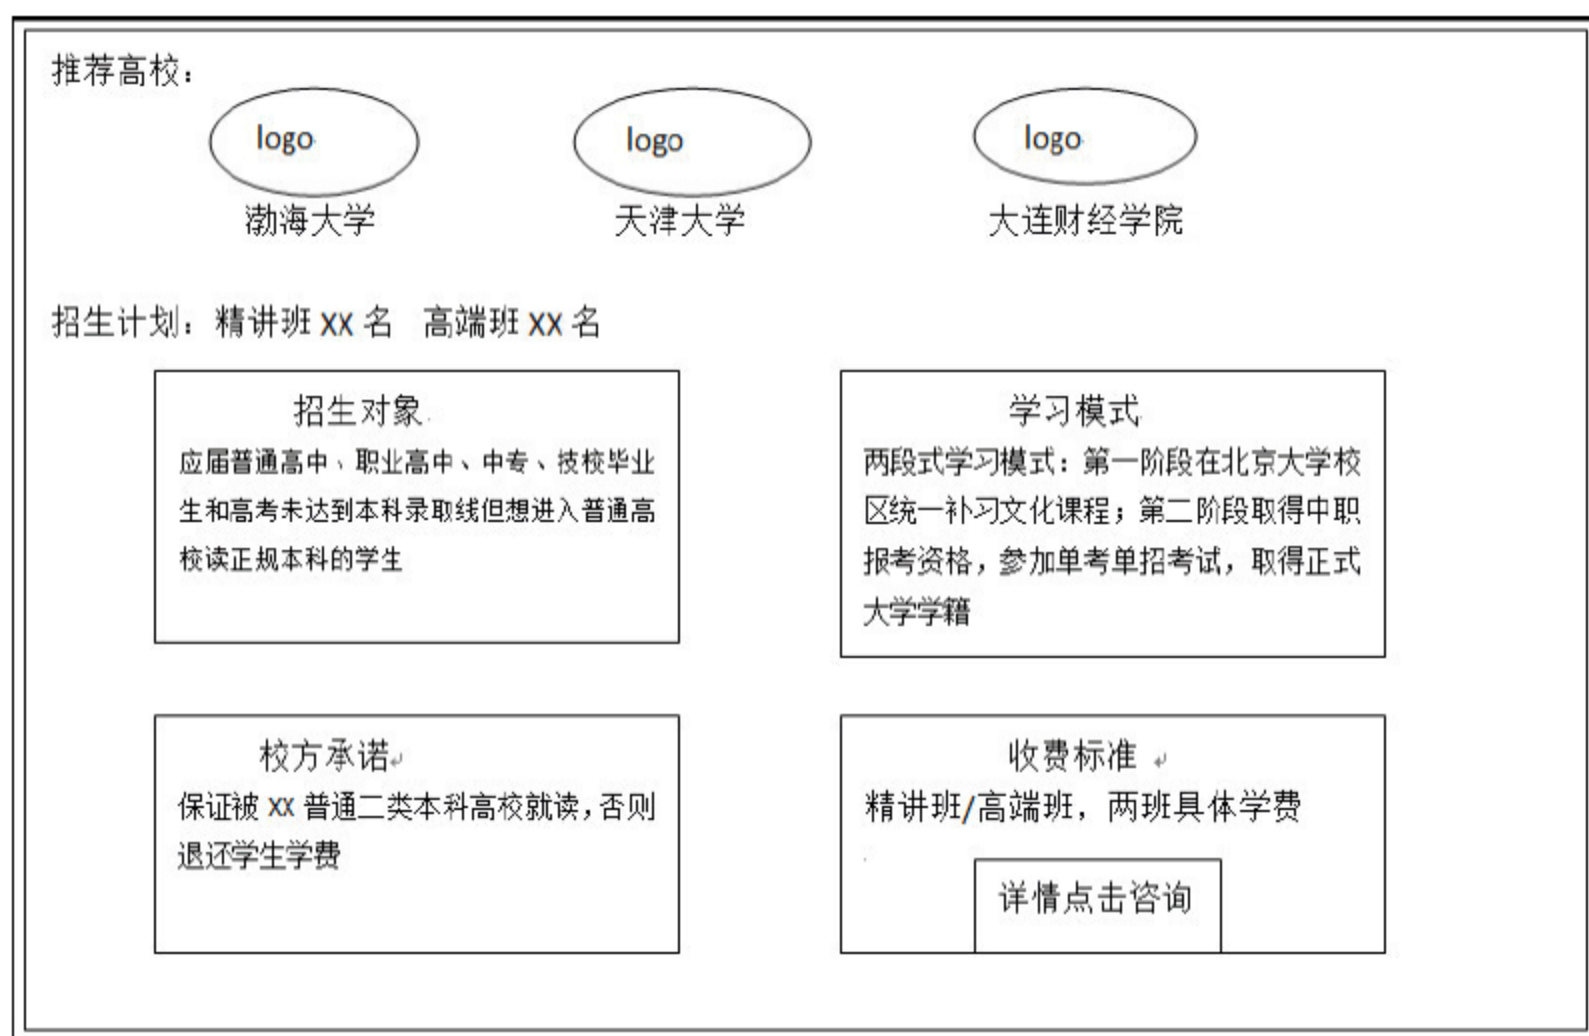 推荐高校：
logo logo logo
渤海大学 天津大学 大连财经学院
招生计划：精讲班 xx 名 高端班 xx 名
招生对象
应届普通高中、职业高中、中专、技校毕业
生和高考未达到本科录取线但想进入普通高
校读正规本科的学生
学习模式
两段式学习模式：第一阶段在北京大学校
区统一补习文化课程；第二阶段取得中职
报考资格，参加单考单招考试，取得正式
大学学籍
校方承诺
保证被 xx 普通二类本科高校就读，否则
退还学生学费
收费标准
精讲班/高端班，两班具体学费
详情点击咨询